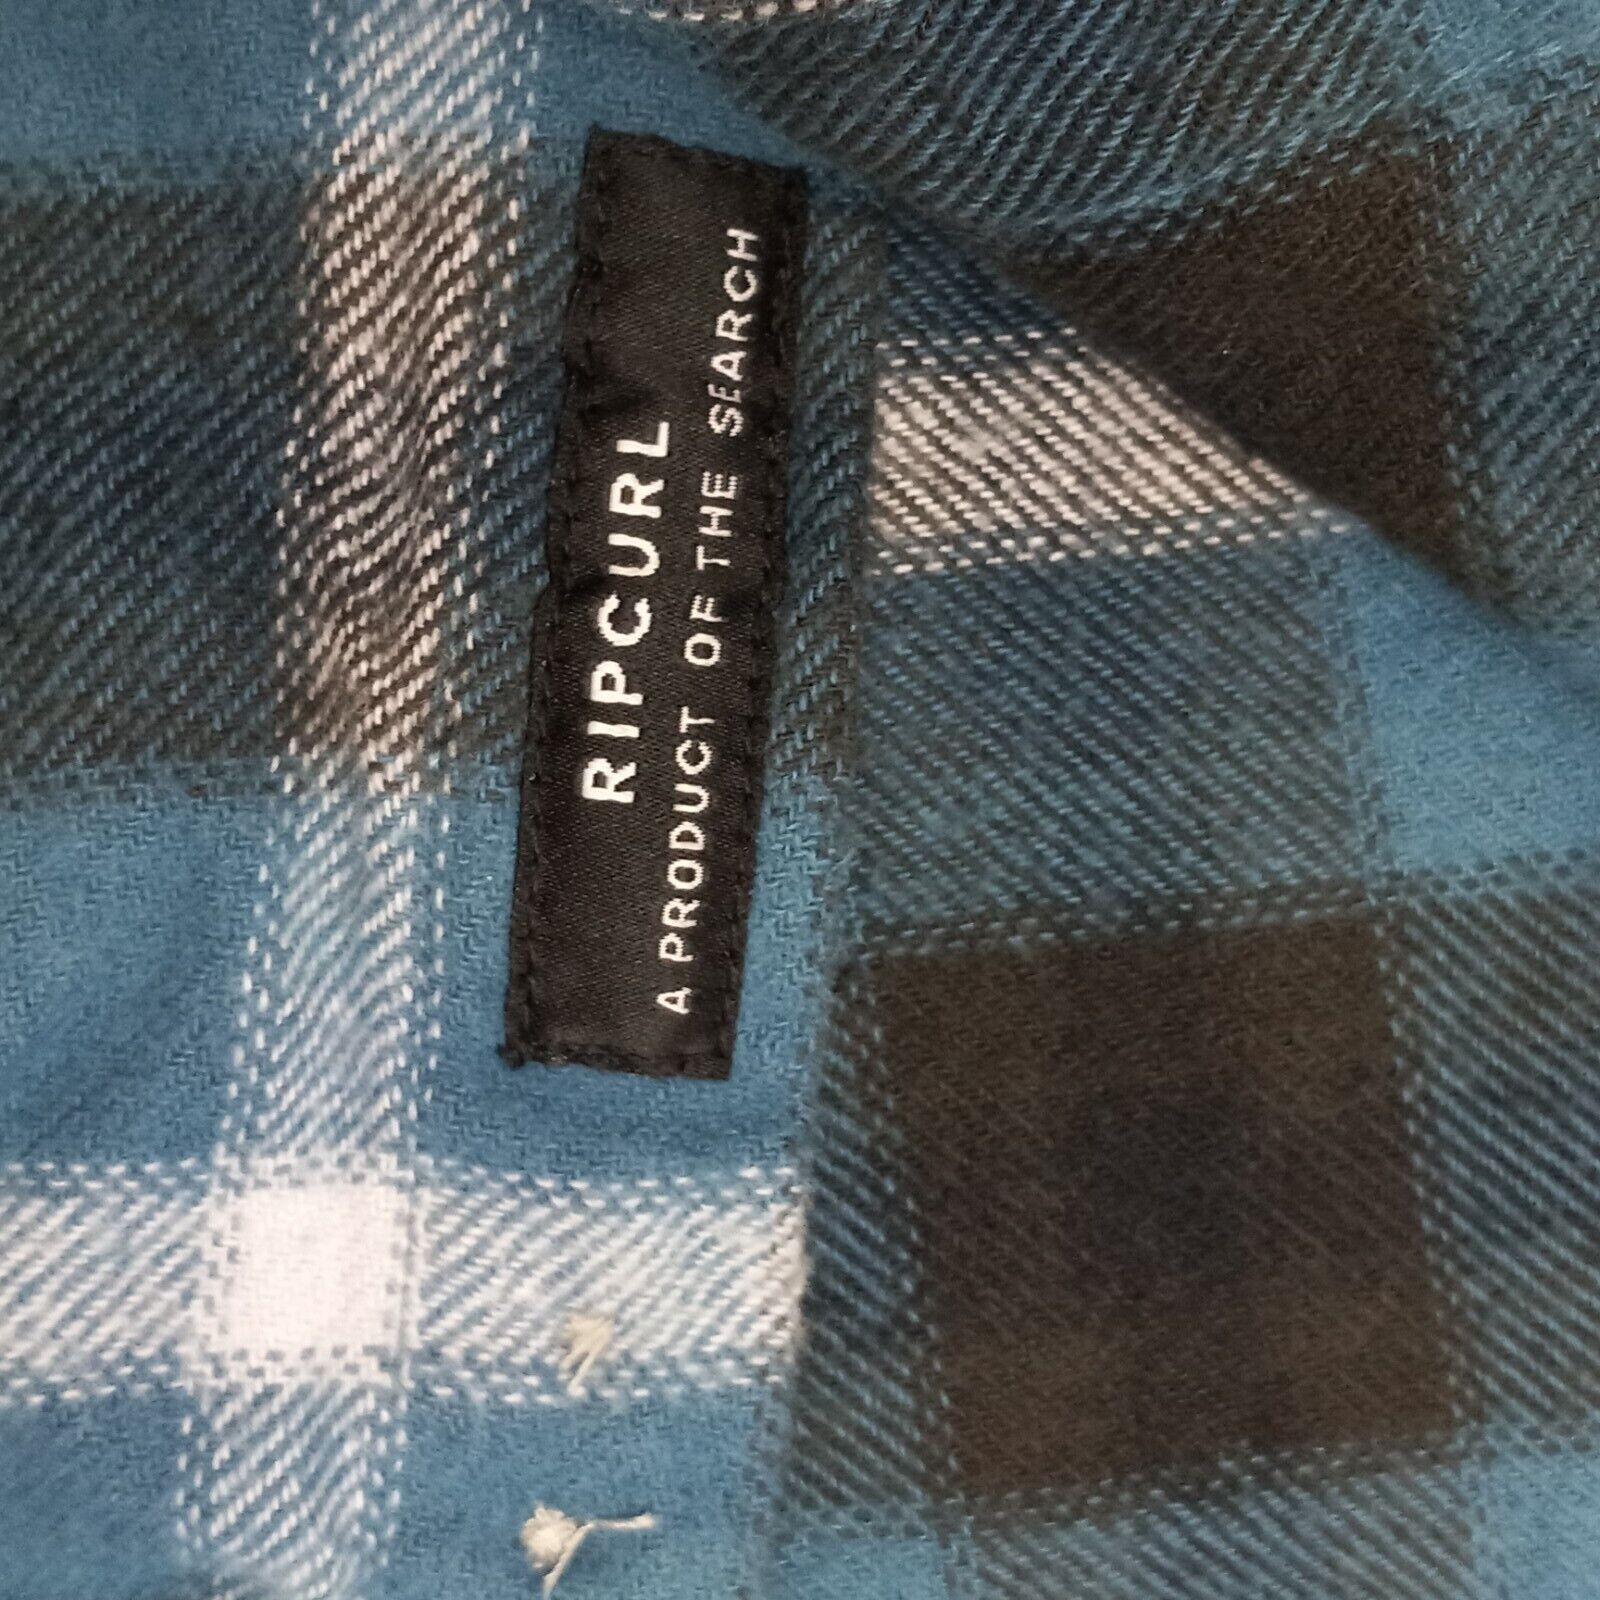 RIPCURL
A PRODUCT OF THE SEARCH